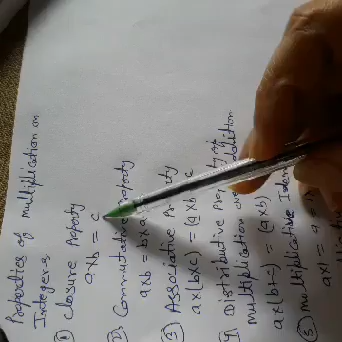 Properties of multiplication on
Integers
① Closure Property
a×b = c
② Commutative Property
a×b = b×a
③ Associative Property
a×(b×c) = (a×b)×c
④ Distributive Property of
multiplication over addition
a×(b+c) = (a×b)
⑤ Multiplicative Iden
a×1 = a